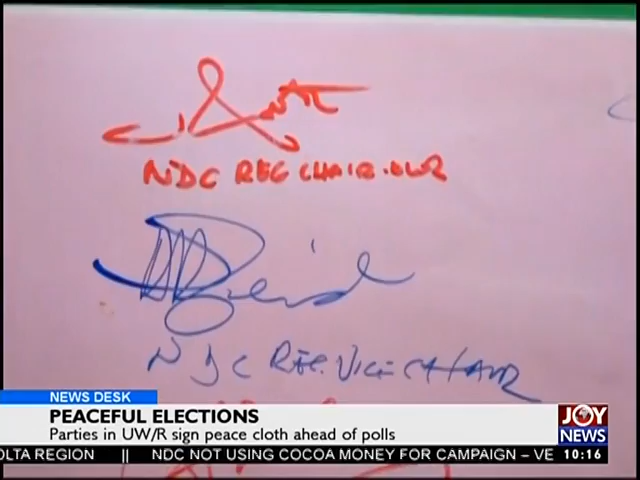 NDC REG CHAIR. UWR
NDC REG. VICE CHAIR
NEWS DESK
PEACEFUL ELECTIONS
Parties in UW/R sign peace cloth ahead of polls
JOY
NEWS
OLTA REGION || NDC NOT USING COCOA MONEY FOR CAMPAIGN – VE
10:16